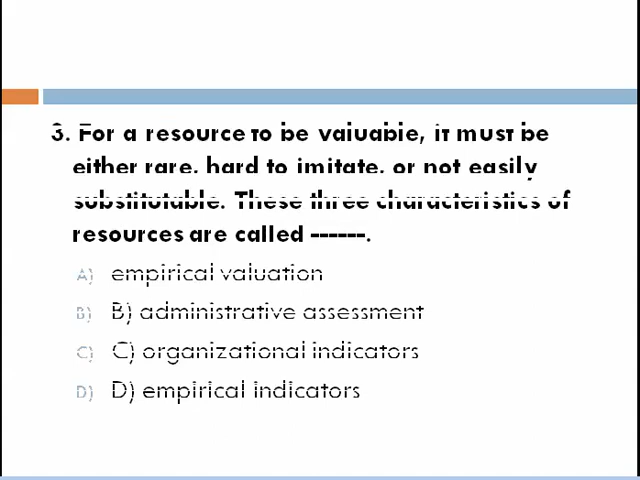 3. For a resource to be valuable, it must be
either rare, hard to imitate, or not easily
substitutable. These three characteristics of
resources are called ------.
A) empirical valuation
B) B) administrative assessment
C) C) organizational indicators
D) D) empirical indicators